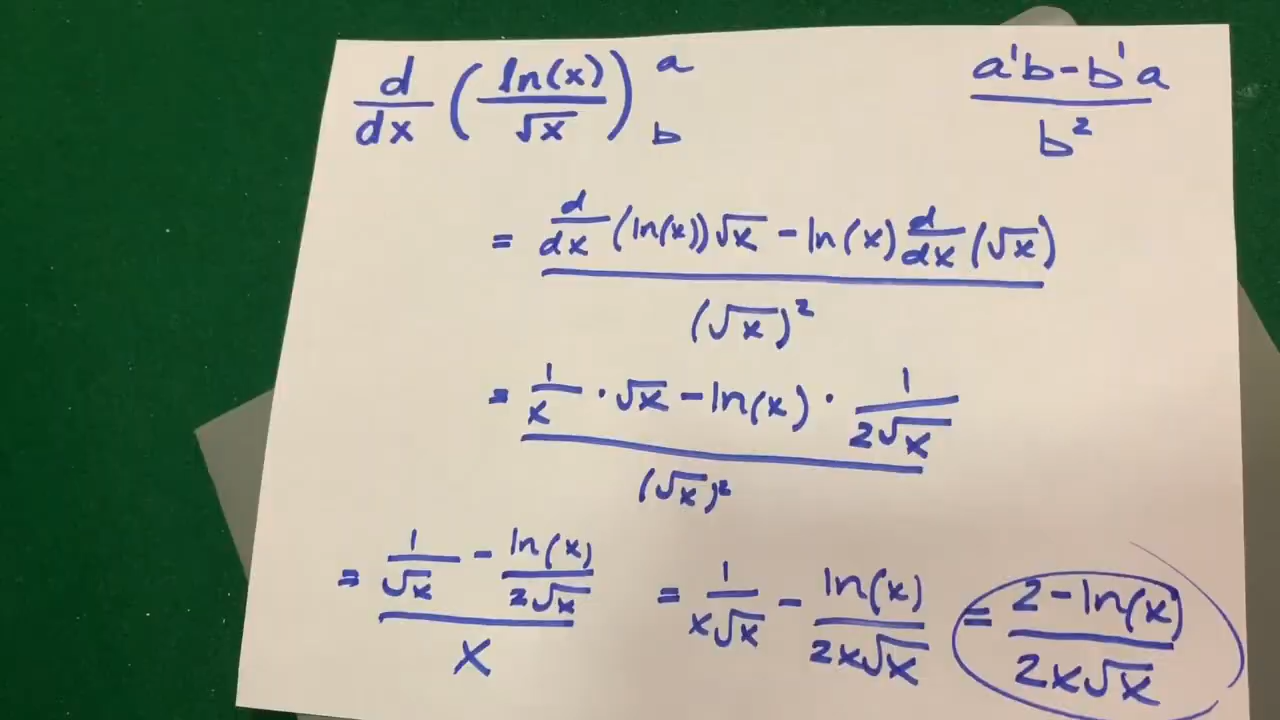 d/dx (ln(x)/√x) a b
a'b-b'a/b²
= d/dx (ln(x))√x - ln(x) d/dx (√x)
(√x)²
= 1/x · √x - ln(x) · 1/2√x
(√x)²
= 1/√x - ln(x)/2√x
x
= 1/x√x - ln(x)/2x√x = 2-ln(x)/2x√x